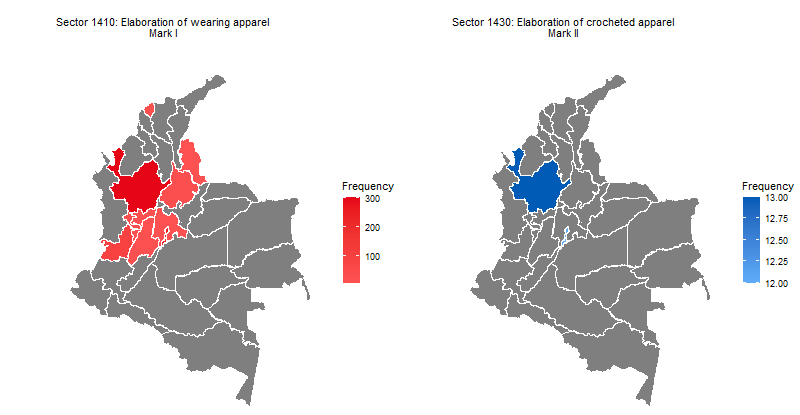 Sector 1410: Elaboration of wearing apparel
Mark I
Sector 1430: Elaboration of crocheted apparel
Mark II
Frequency
300
200
100
Frequency
13.00
12.75
12.50
12.25
12.00